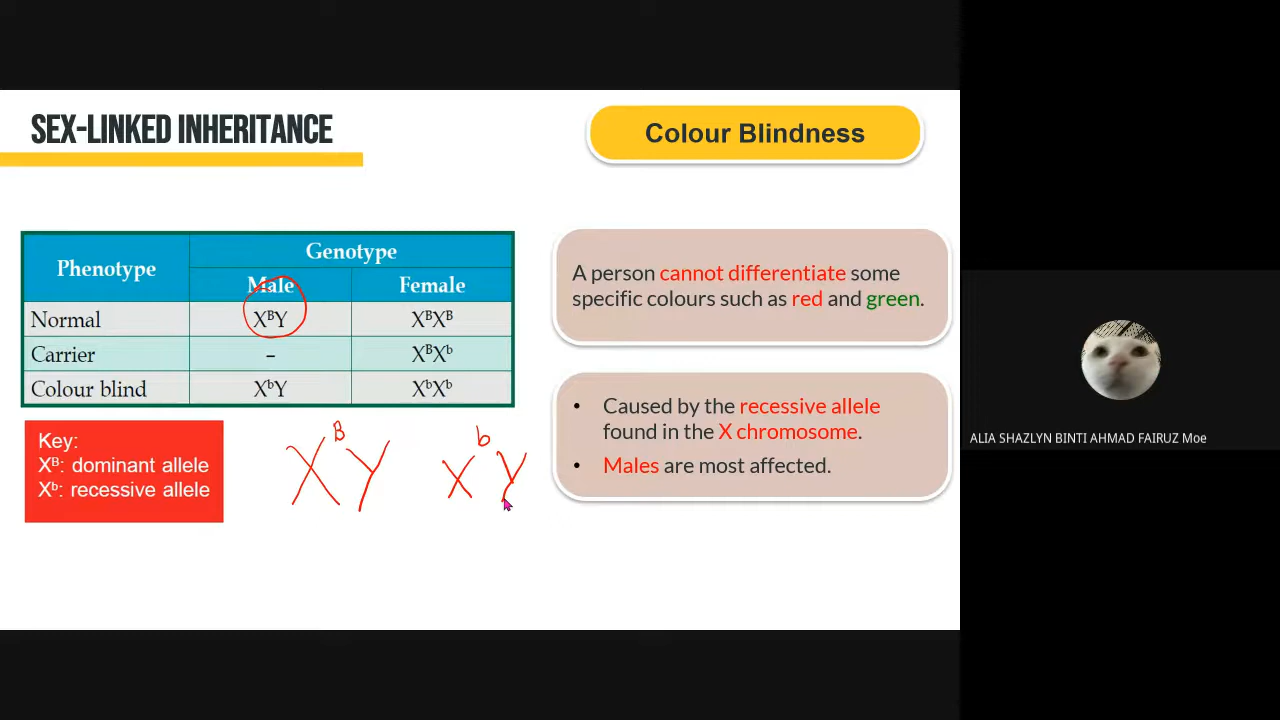 SEX-LINKED INHERITANCE
Colour Blindness
Phenotype Genotype
Male Female
Normal XᴮY XᴮXᴮ
Carrier – XᴮXᵇ
Colour blind XᵇY XᵇXᵇ
Key:
Xᴮ: dominant allele
Xᵇ: recessive allele
XᴮY XᵇY
A person cannot differentiate some
specific colours such as red and green.
• Caused by the recessive allele
found in the X chromosome.
• Males are most affected.
ALIA SHAZLYN BINTI AHMAD FAIRUZ Moe